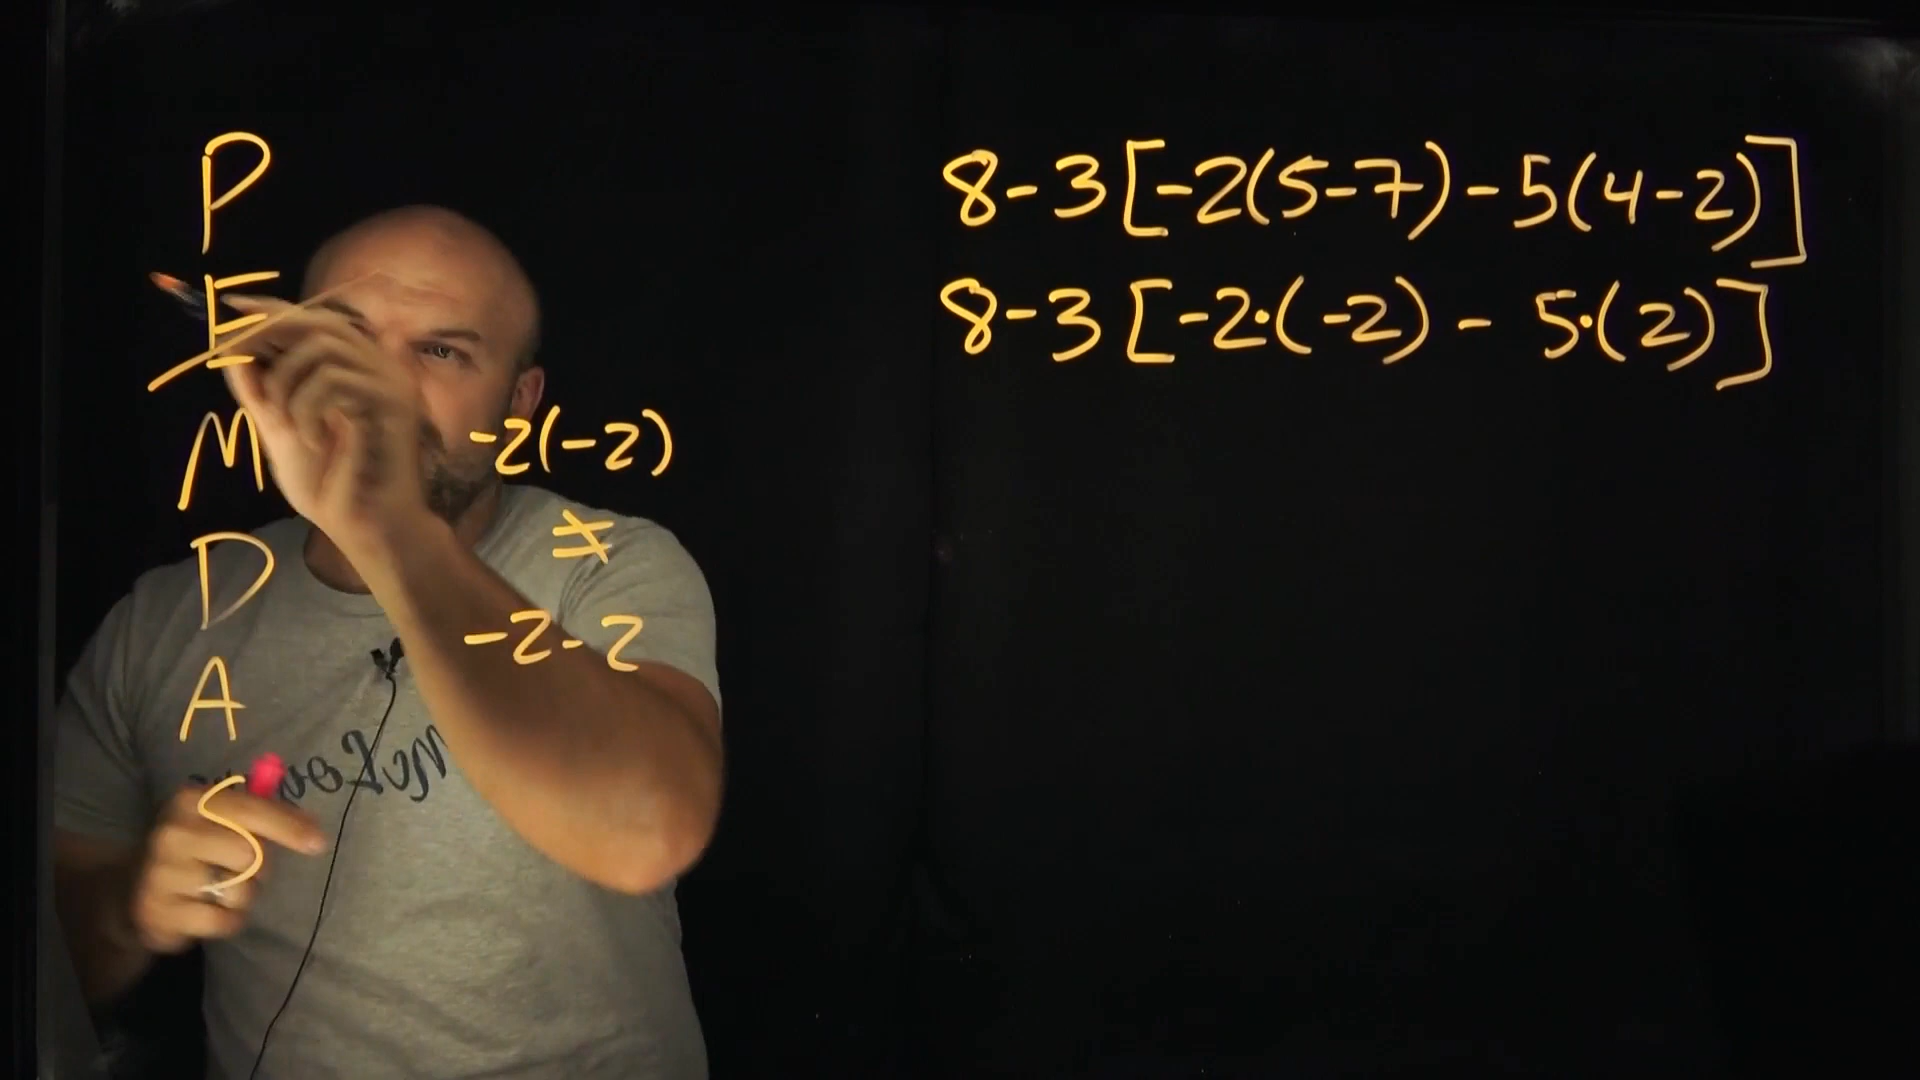 P
E
M
D
A
S
8-3[-2(5-7)-5(4-2)]
8-3[-2·(-2)-5·(2)]
-2(-2)
≠
-2-2